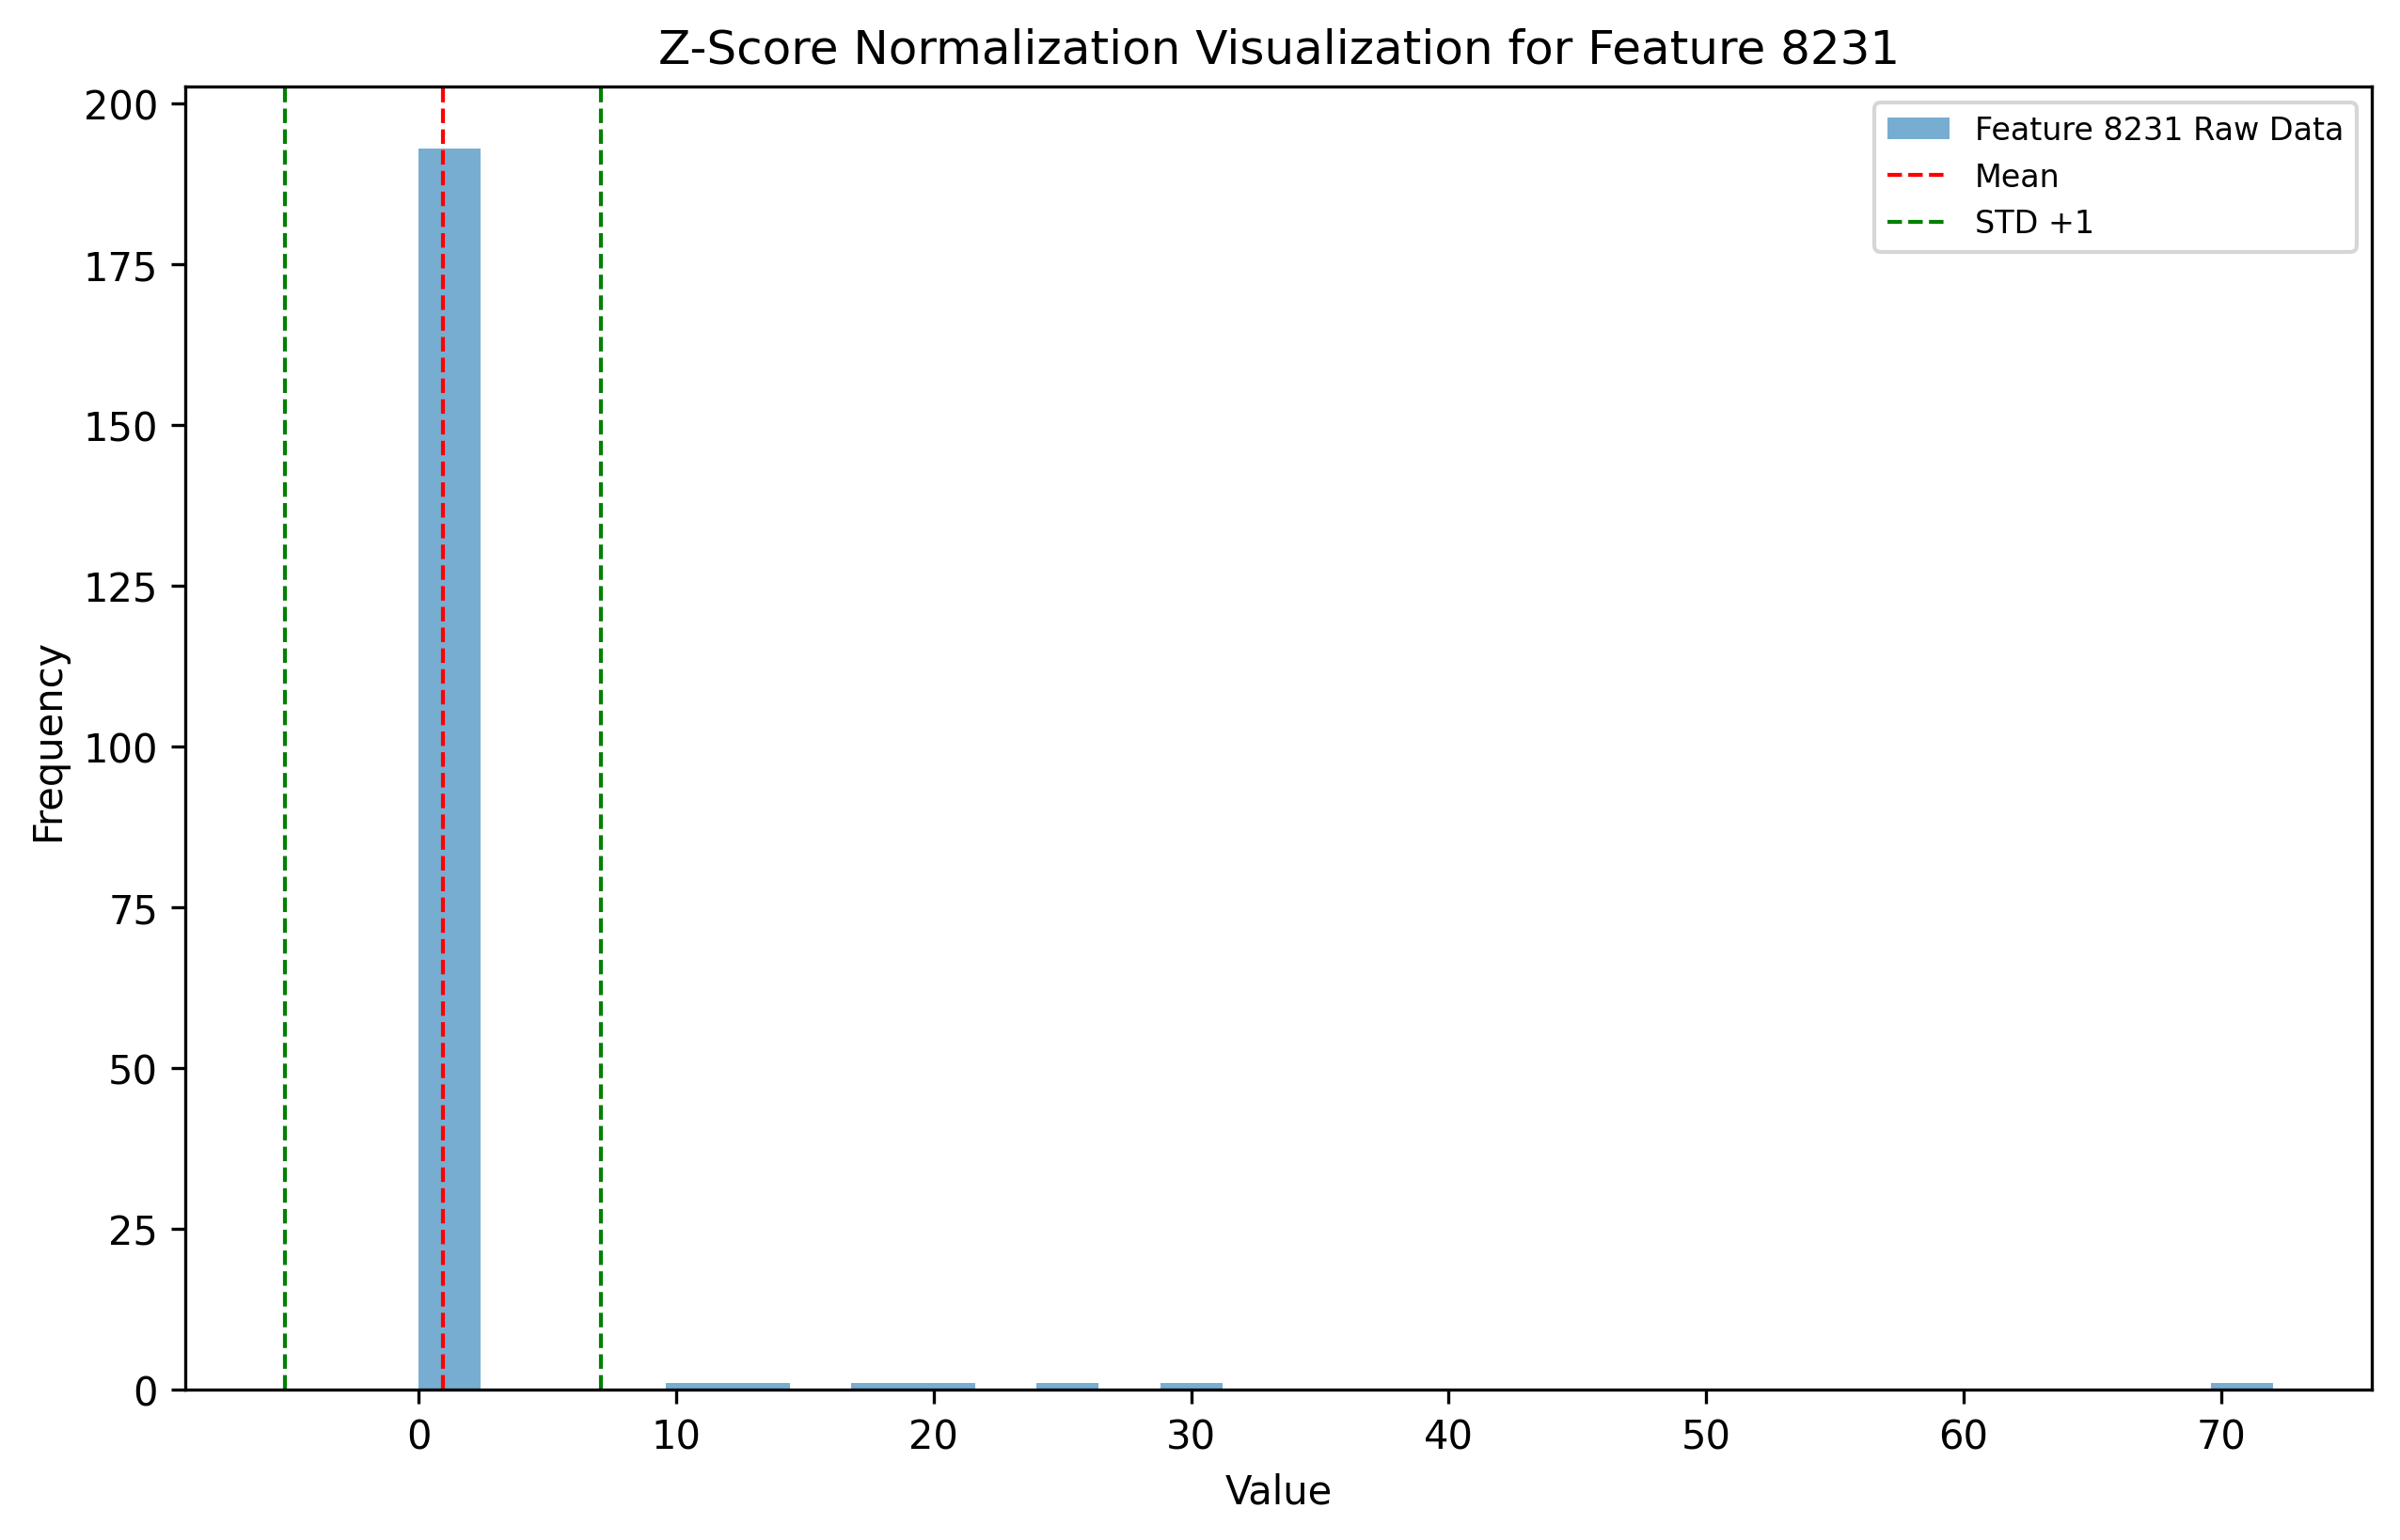 Z-Score Normalization Visualization for Feature 8231
Feature 8231 Raw Data
Mean
STD +1
200
175
150
125
100
75
50
25
0
Frequency
0 10 20 30 40 50 60 70
Value